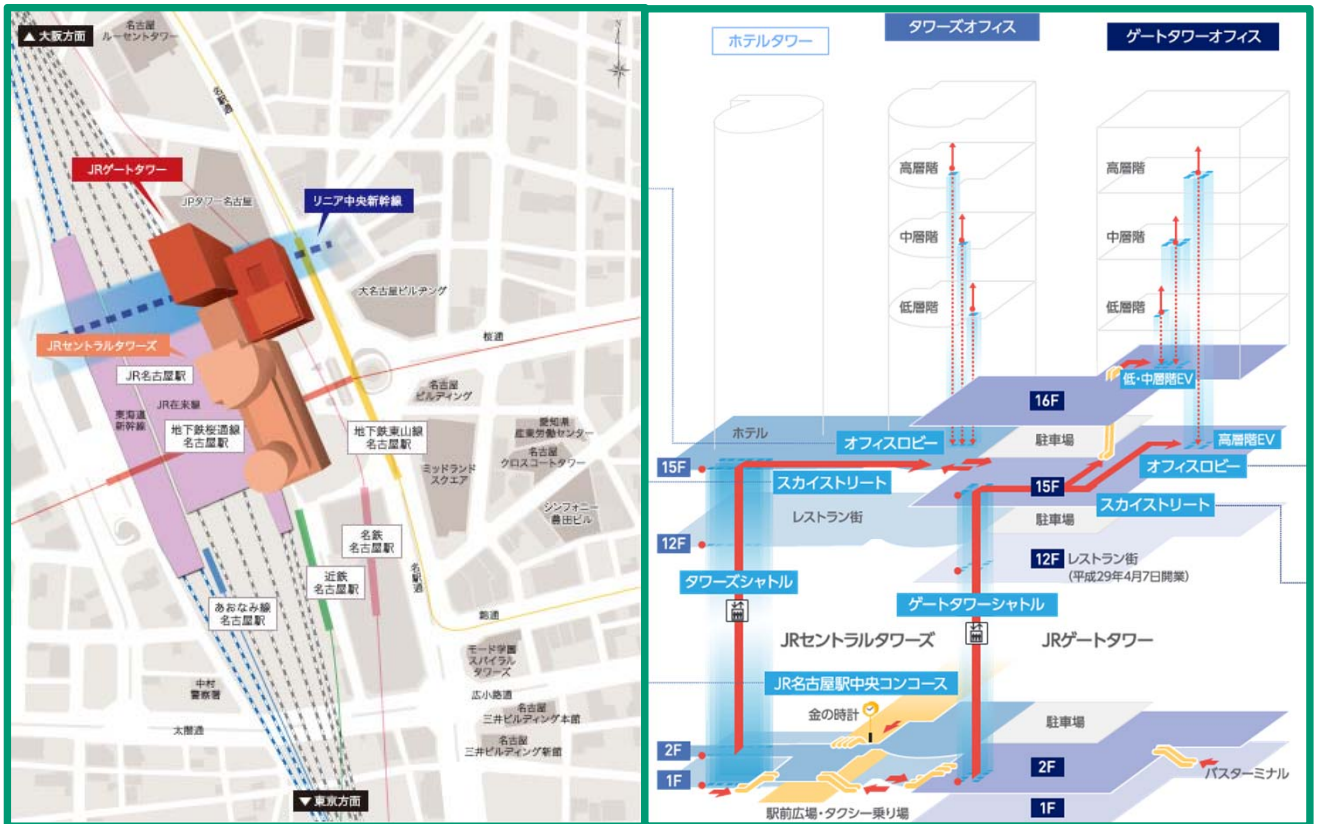 ▲大阪方面
名古屋
ルーセントタワー
名駅通
JRゲートタワー
JPタワー名古屋
リニア中央新幹線
大名古屋ビルヂング
桜通
JRセントラルタワーズ
JR名古屋駅
JR在来線
東海道
新幹線
地下鉄桜通線
名古屋駅
地下鉄東山線
名古屋駅
名古屋
ビルディング
愛知県
産業労働センター
名古屋
クロスコートタワー
ミッドランド
スクエア
シンフォニー
豊田ビル
名鉄
名古屋駅
近鉄
名古屋駅
名駅通
あおなみ線
名古屋駅
錦通
モード学園
スパイラル
タワーズ
中村
警察署
広小路通
名古屋
三井ビルディング本館
太閤通
名古屋
三井ビルディング新館
▼東京方面
ホテルタワー
タワーズオフィス
ゲートタワーオフィス
高層階
高層階
中層階
中層階
低層階
低層階
低・中層階EV
16F
ホテル
オフィスロビー
駐車場
高層階EV
15F
スカイストリート
15F
オフィスロビー
スカイストリート
レストラン街
駐車場
12F
12F レストラン街
(平成29年4月7日開業)
タワーズシャトル
ゲートタワーシャトル
JRセントラルタワーズ
JRゲートタワー
JR名古屋駅中央コンコース
金の時計
駐車場
2F
2F
バスターミナル
1F
1F
駅前広場・タクシー乗り場